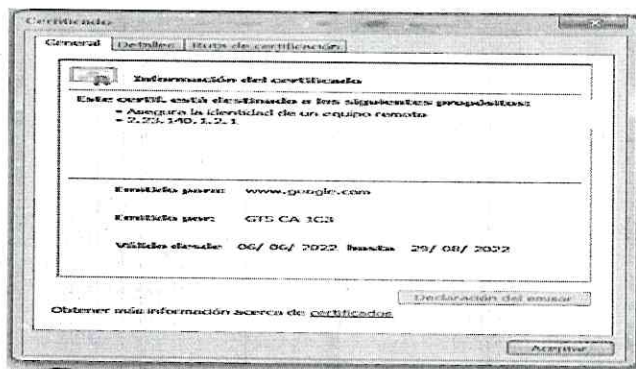 Certificado
General Detalles Ruta de certificación
Información del certificado
Este certif. está destinado a los siguientes propósitos:
• Asegura la identidad de un equipo remoto
• 2.23.140.1.2.1
Emitido para: www.google.com
Emitido por: GTS CA 1C3
Válido desde 06/ 06/ 2022 hasta 29/ 08/ 2022
Declaración del emisor
Obtener más información acerca de certificados
Aceptar